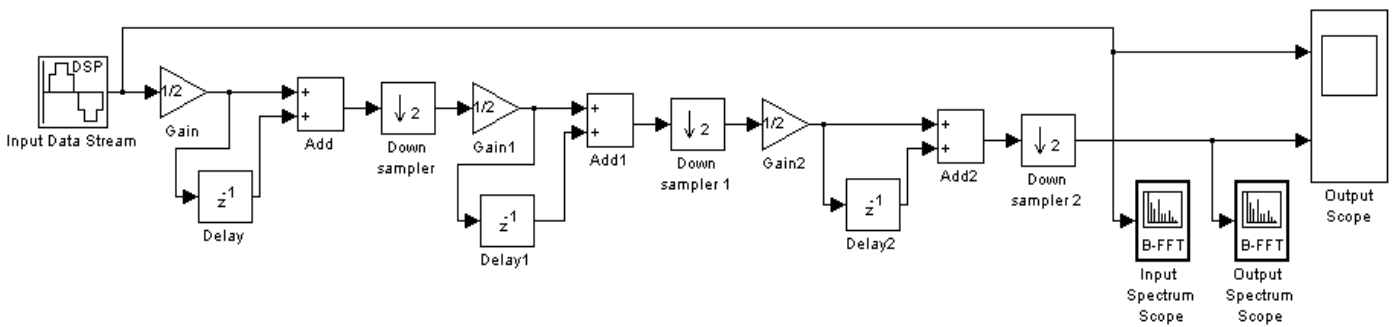 DSP
Input Data Stream
1/2
Gain
z-1
Delay
+
+
Add
↓ 2
Down
sampler
1/2
Gain1
z-1
Delay1
+
+
Add1
↓ 2
Down
sampler 1
1/2
Gain2
z-1
Delay2
+
+
Add2
↓ 2
Down
sampler 2
B-FFT
Input
Spectrum
Scope
B-FFT
Output
Spectrum
Scope
Output
Scope